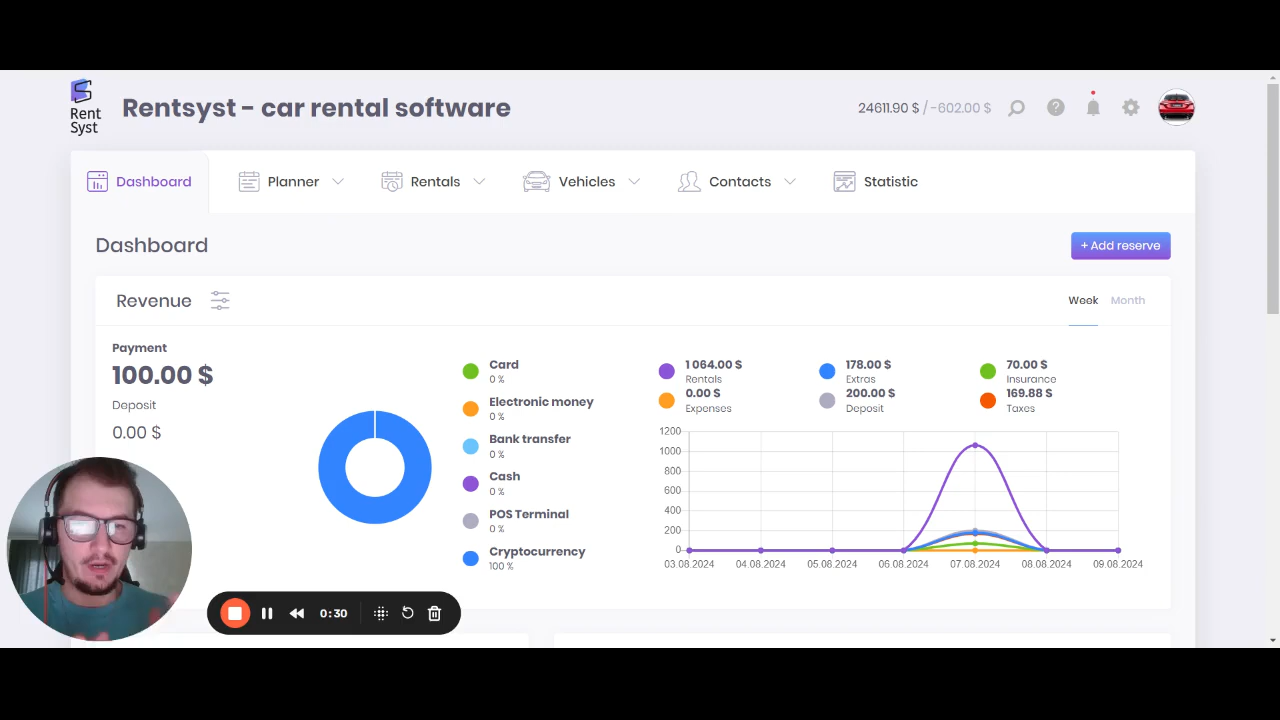 Rent
Syst
Rentsyst - car rental software
24611.90 $ / -602.00 $
Dashboard
Planner
Rentals
Vehicles
Contacts
Statistic
Dashboard
+ Add reserve
Revenue
Week
Month
Payment
100.00 $
Deposit
0.00 $
Card
0 %
Electronic money
0 %
Bank transfer
0 %
Cash
0 %
POS Terminal
0 %
Cryptocurrency
100 %
1 064.00 $
Rentals
178.00 $
Extras
70.00 $
Insurance
0.00 $
Expenses
200.00 $
Deposit
169.88 $
Taxes
1200
1000
800
600
400
200
0
03.08.2024 04.08.2024 05.08.2024 06.08.2024 07.08.2024 08.08.2024 09.08.2024
0:30